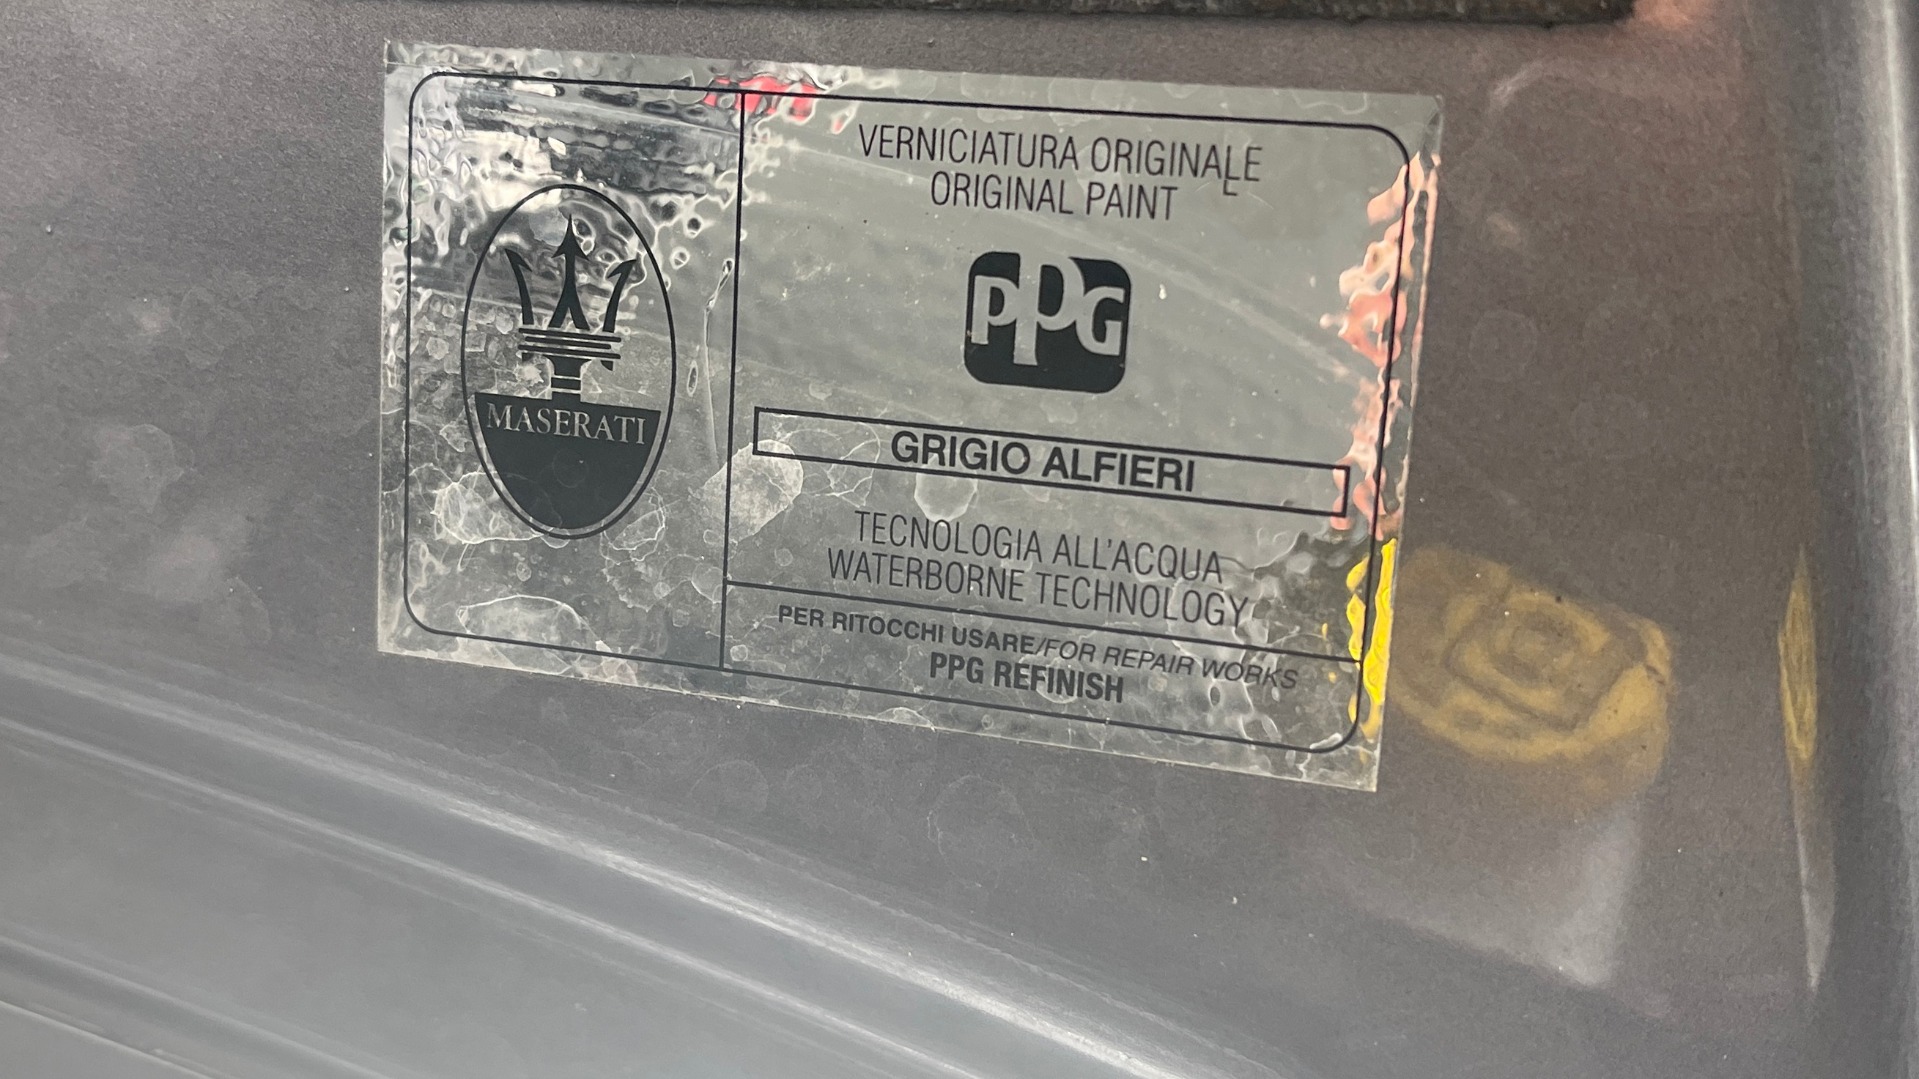 VERNICIATURA ORIGINALE
ORIGINAL PAINT
PPG
MASERATI
GRIGIO ALFIERI
TECNOLOGIA ALL'ACQUA
WATERBORNE TECHNOLOGY
PER RITOCCHI USARE/FOR REPAIR WORKS
PPG REFINISH